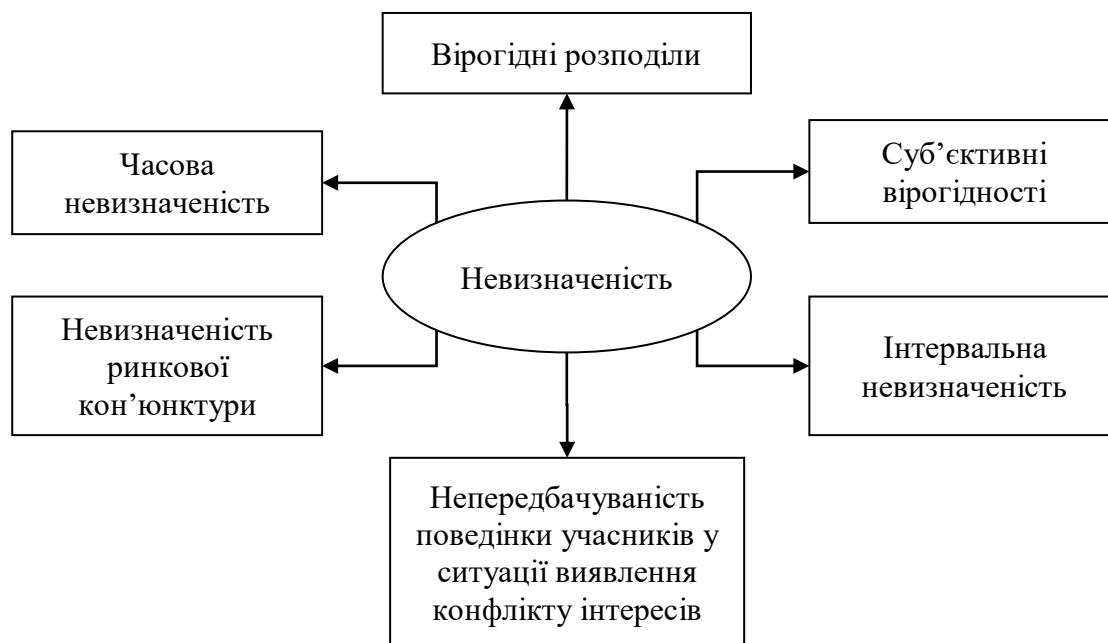 Вірогідні розподіли
Часова
невизначеність
Суб’єктивні
вірогідності
Невизначеність
Невизначеність
ринкової
кон’юнктури
Інтервальна
невизначеність
Непередбачуваність
поведінки учасників у
ситуації виявлення
конфлікту інтересів